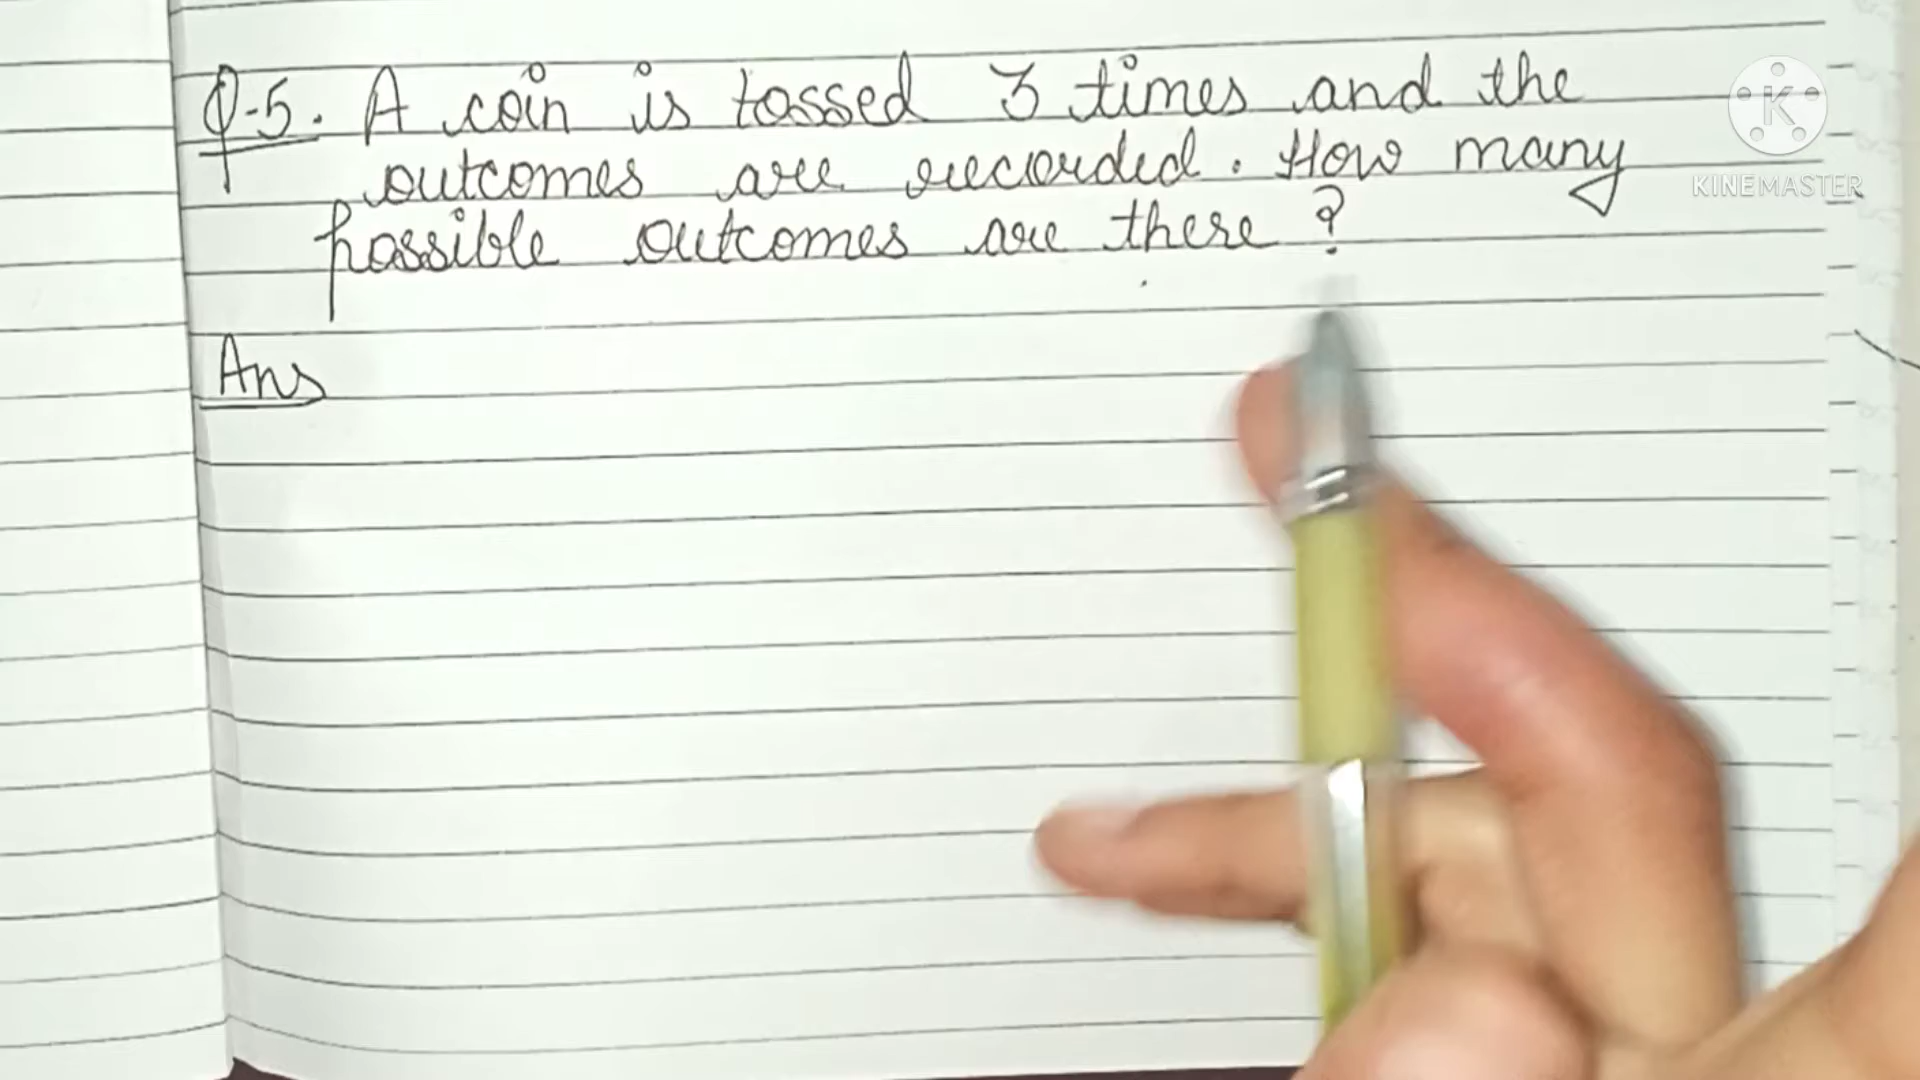 Q-5. A coin is tossed 3 times and the
outcomes are recorded. How many
possible outcomes are there ?
Ans
K
KINEMASTER